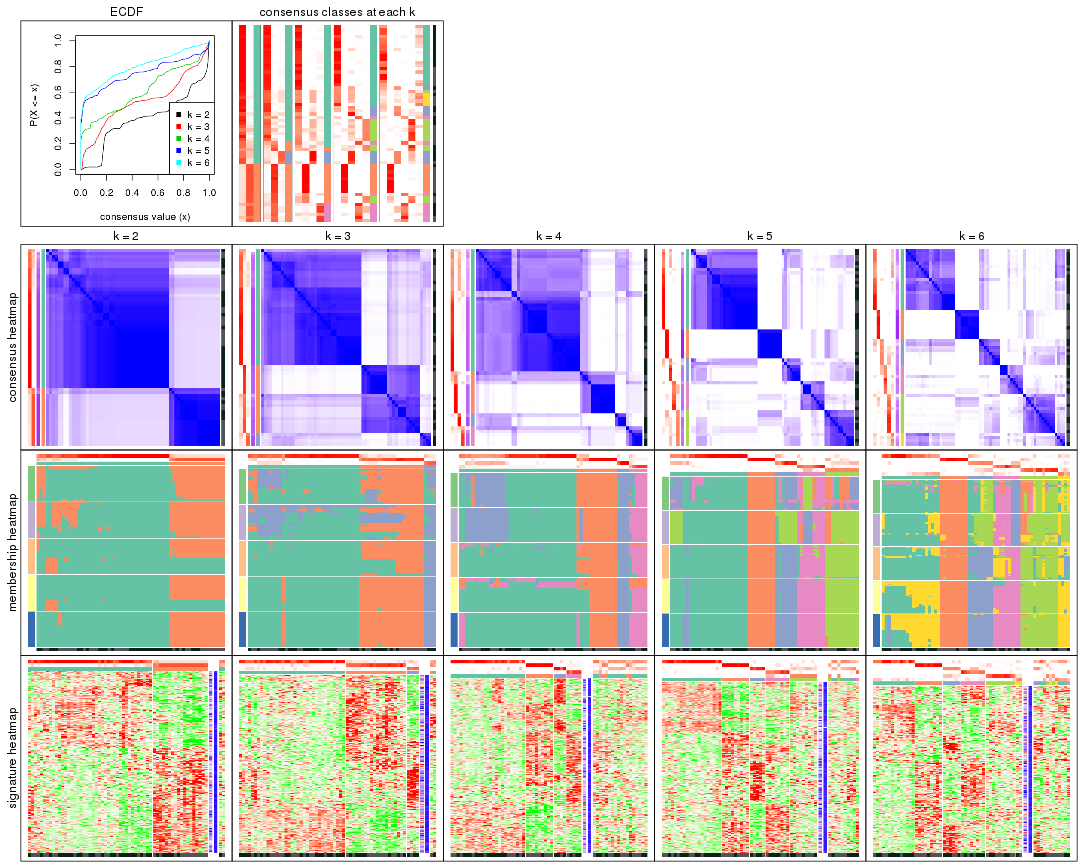 ECDF
consensus classes at each k
P(X <= x)
0.0 0.2 0.4 0.6 0.8 1.0
k = 2
k = 3
k = 4
k = 5
k = 6
0.0 0.2 0.4 0.6 0.8 1.0
consensus value (x)
k = 2
k = 3
k = 4
k = 5
k = 6
consensus heatmap
membership heatmap
signature heatmap